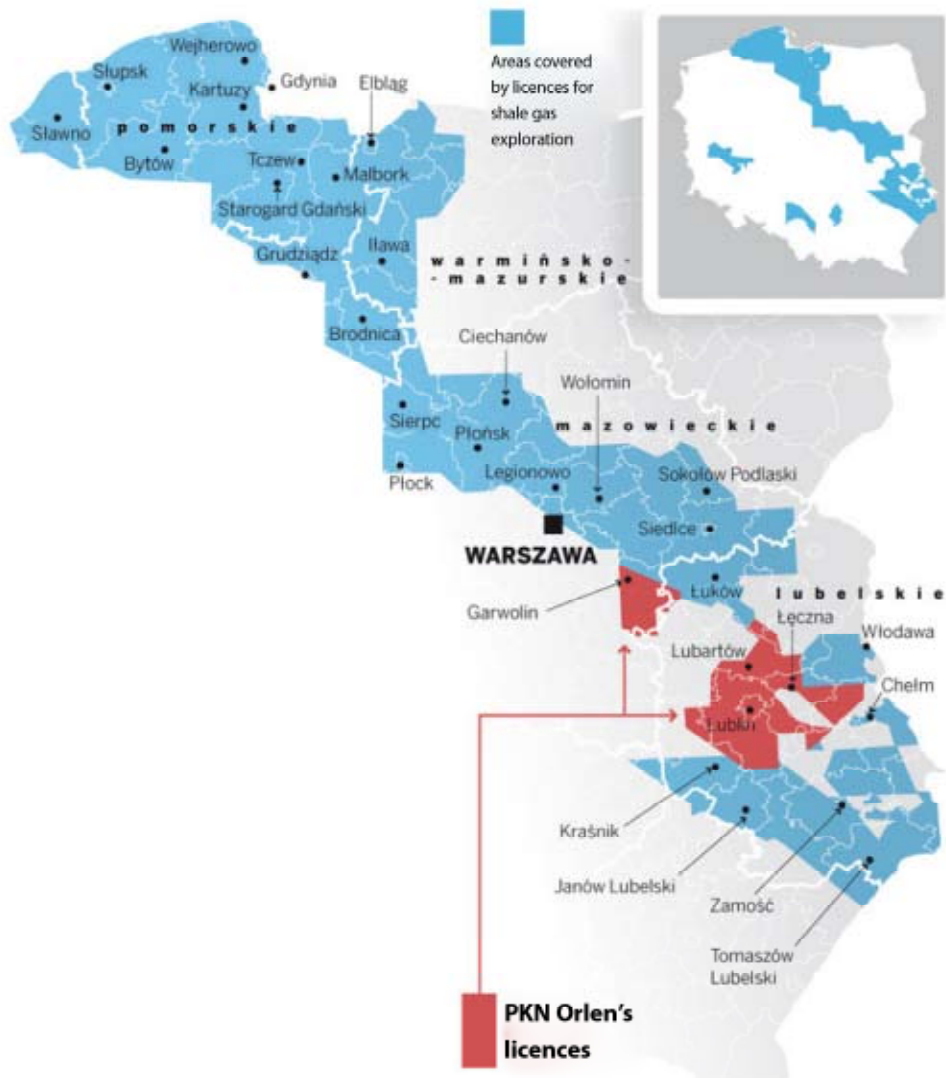 Wejherowo
Słupsk
Gdynia
Elbląg
Kartuzy
Sławno
pomorskie
Bytów
Tczew
Malbork
Starogard Gdański
Areas covered
by licences for
shale gas
exploration
Grudziądz
Iława
warmińsko-
-mazurskie
Brodnica
Ciechanów
Wołomin
Sierpc
mazowieckie
Płońsk
Legionowo
Sokołów Podlaski
Płock
Siedlce
WARSZAWA
Garwolin
Łuków
lubelskie
Łęczna
Włodawa
Lubartów
Chełm
Lublin
Kraśnik
Janów Lubelski
Zamość
Tomaszów
Lubelski
PKN Orlen's
licences